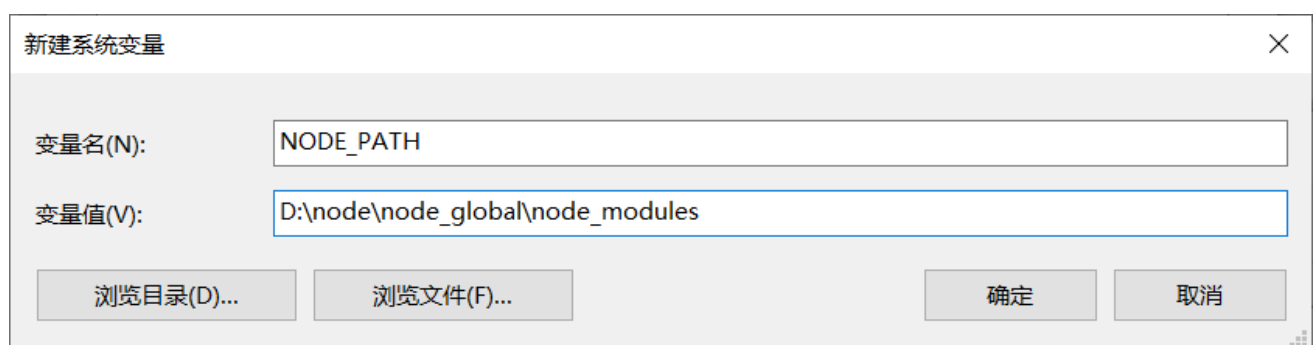 新建系统变量
变量名(N): NODE_PATH
变量值(V): D:\node\node_global\node_modules
浏览目录(D)... 浏览文件(F)... 确定 取消